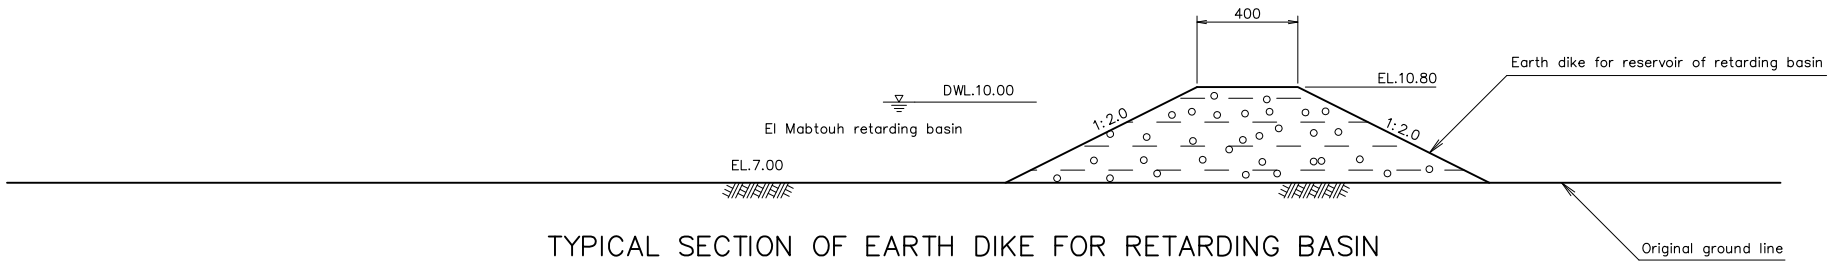 400
Earth dike for reservoir of retarding basin
EL.10.80
DWL.10.00
1:2.0
1:2.0
El Mabtouh retarding basin
EL.7.00
TYPICAL SECTION OF EARTH DIKE FOR RETARDING BASIN
Original ground line